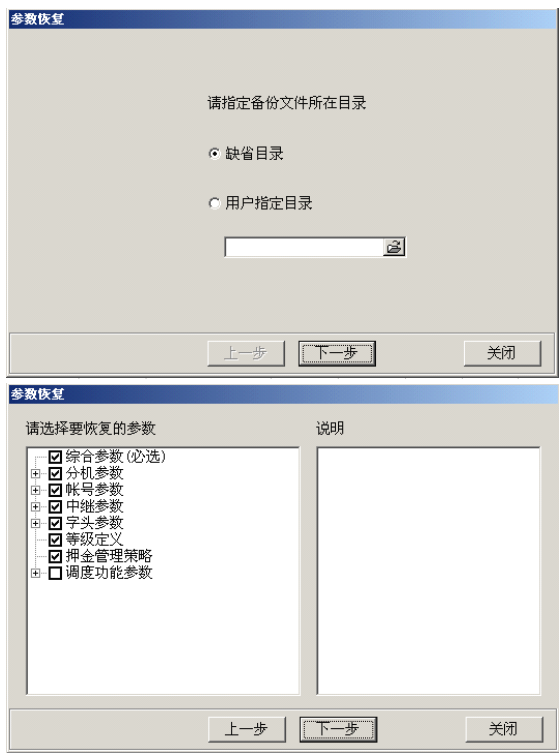 参数恢复
请指定备份文件所在目录
缺省目录
用户指定目录
上一步
下一步
关闭
参数恢复
请选择要恢复的参数
说明
综合参数(必选)
分机参数
帐号参数
中继参数
字头参数
等级定义
押金管理策略
调度功能参数
上一步
下一步
关闭